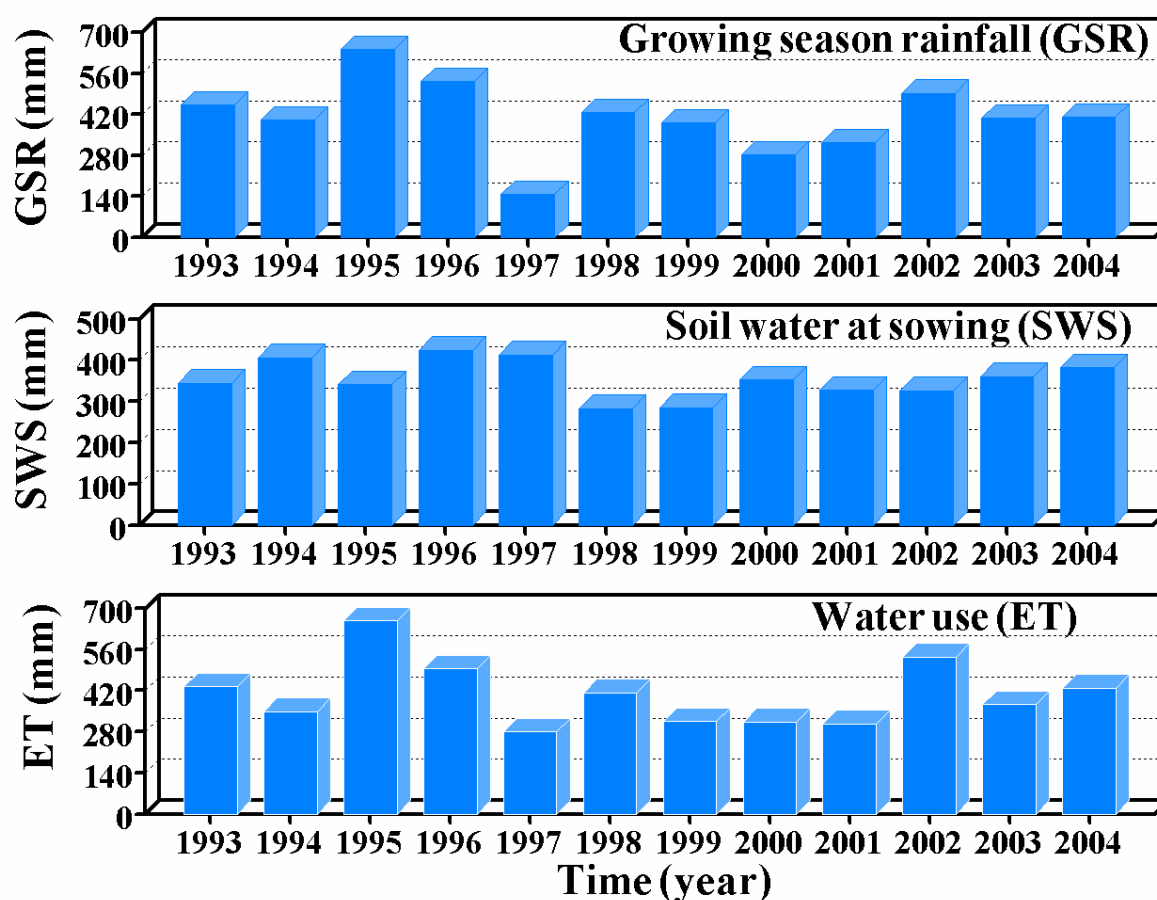 Growing season rainfall (GSR)
GSR (mm)
700
560
420
280
140
0
1993 1994 1995 1996 1997 1998 1999 2000 2001 2002 2003 2004
Soil water at sowing (SWS)
SWS (mm)
500
400
300
200
100
0
1993 1994 1995 1996 1997 1998 1999 2000 2001 2002 2003 2004
Water use (ET)
ET (mm)
700
560
420
280
140
0
1993 1994 1995 1996 1997 1998 1999 2000 2001 2002 2003 2004
Time (year)